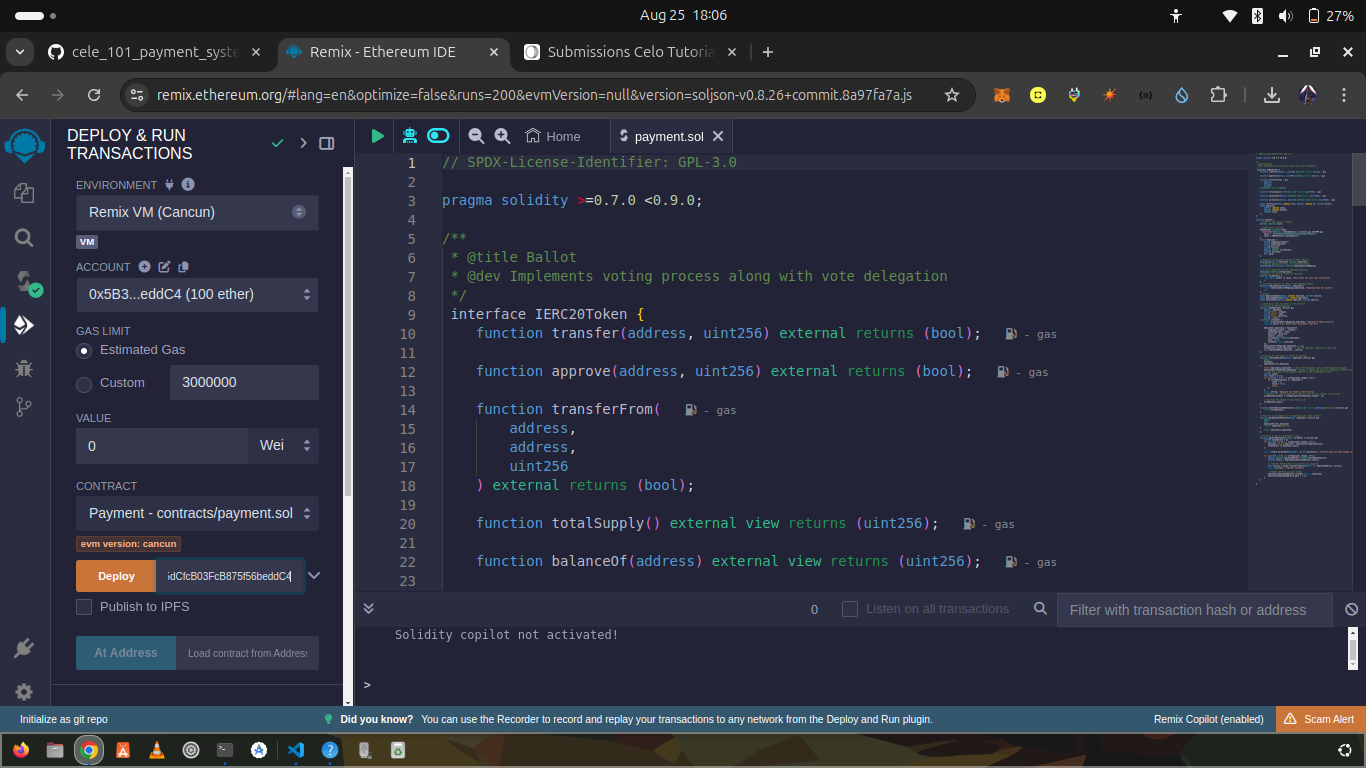 Aug 25 18:06
27%
cele_101_payment_syste
Remix - Ethereum IDE
Submissions Celo Tutoria
remix.ethereum.org/#lang=en&optimize=false&runs=200&evmVersion=null&version=soljson-v0.8.26+commit.8a97fa7a.js
DEPLOY & RUN
TRANSACTIONS
ENVIRONMENT
Remix VM (Cancun)
VM
ACCOUNT
0x5B3...eddC4 (100 ether)
GAS LIMIT
Estimated Gas
Custom
3000000
VALUE
0
Wei
CONTRACT
Payment - contracts/payment.sol
evm version: cancun
Deploy
dCfcB03FcB875f56beddC4
Publish to IPFS
At Address
Load contract from Address
Home
payment.sol
1 // SPDX-License-Identifier: GPL-3.0
2
3 pragma solidity >=0.7.0 <0.9.0;
4
5 /**
6 * @title Ballot
7 * @dev Implements voting process along with vote delegation
8 */
9 interface IERC20Token {
10 function transfer(address, uint256) external returns (bool); - gas
11
12 function approve(address, uint256) external returns (bool); - gas
13
14 function transferFrom( - gas
15 address,
16 address,
17 uint256
18 ) external returns (bool);
19
20 function totalSupply() external view returns (uint256); - gas
21
22 function balanceOf(address) external view returns (uint256); - gas
23
0
Listen on all transactions
Filter with transaction hash or address
Solidity copilot not activated!
>
Initialize as git repo
Did you know? You can use the Recorder to record and replay your transactions to any network from the Deploy and Run plugin.
Remix Copilot (enabled)
Scam Alert